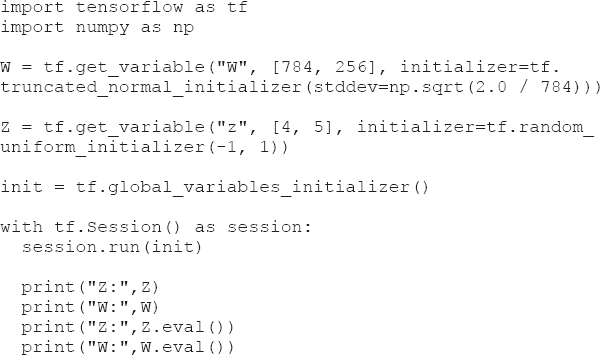 import tensorflow as tf
import numpy as np
W = tf.get_variable("W", [784, 256], initializer=tf.
truncated_normal_initializer(stddev=np.sqrt(2.0 / 784)))
Z = tf.get_variable("z", [4, 5], initializer=tf.random_
uniform_initializer(-1, 1))
init = tf.global_variables_initializer()
with tf.Session() as session:
  session.run(init)
  print("Z:",Z)
  print("W:",W)
  print("Z:",Z.eval())
  print("W:",W.eval())